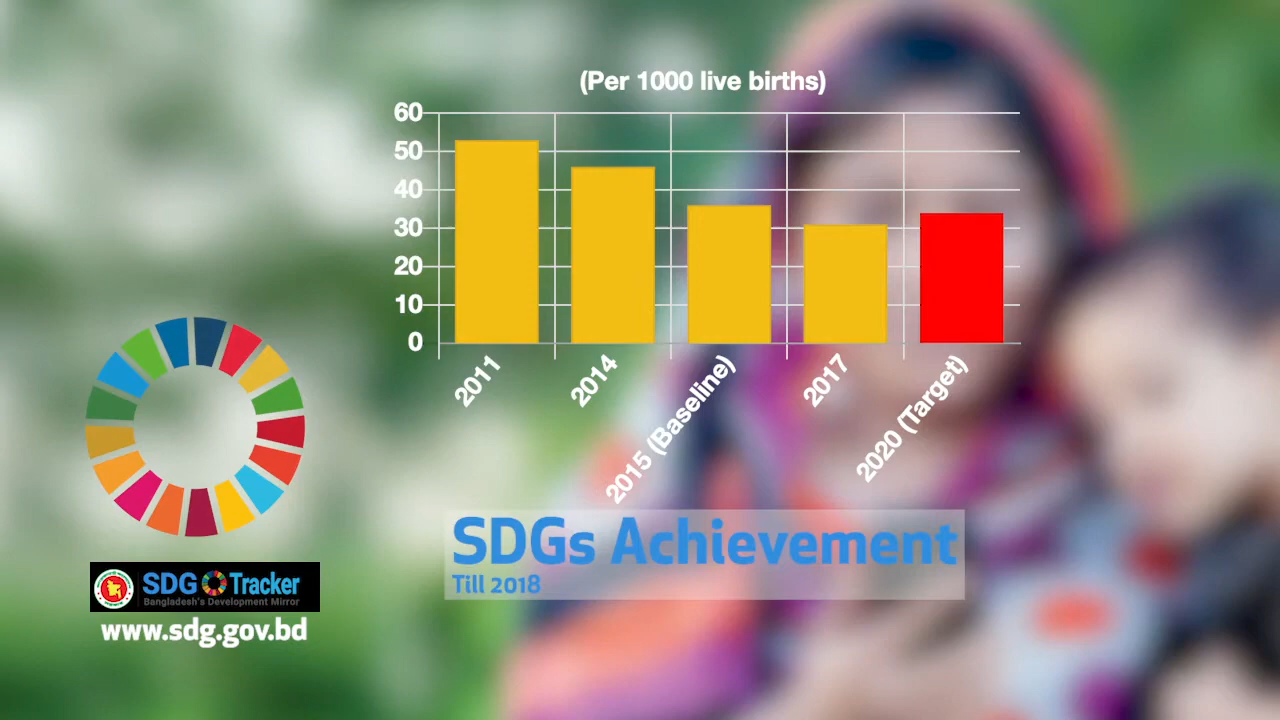 (Per 1000 live births)
60
50
40
30
20
10
0
2011
2014
2015 (Baseline)
2017
2020 (Target)
SDGs Achievement
Till 2018
SDG Tracker
Bangladesh's Development Mirror
www.sdg.gov.bd